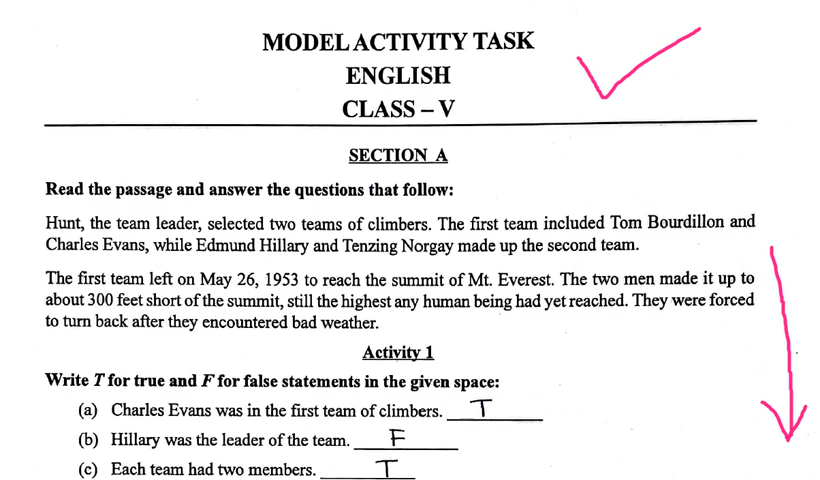 MODEL ACTIVITY TASK
ENGLISH
CLASS – V
SECTION A
Read the passage and answer the questions that follow:
Hunt, the team leader, selected two teams of climbers. The first team included Tom Bourdillon and
Charles Evans, while Edmund Hillary and Tenzing Norgay made up the second team.
The first team left on May 26, 1953 to reach the summit of Mt. Everest. The two men made it up to
about 300 feet short of the summit, still the highest any human being had yet reached. They were forced
to turn back after they encountered bad weather.
Activity 1
Write T for true and F for false statements in the given space:
(a) Charles Evans was in the first team of climbers. T
(b) Hillary was the leader of the team. F
(c) Each team had two members. T